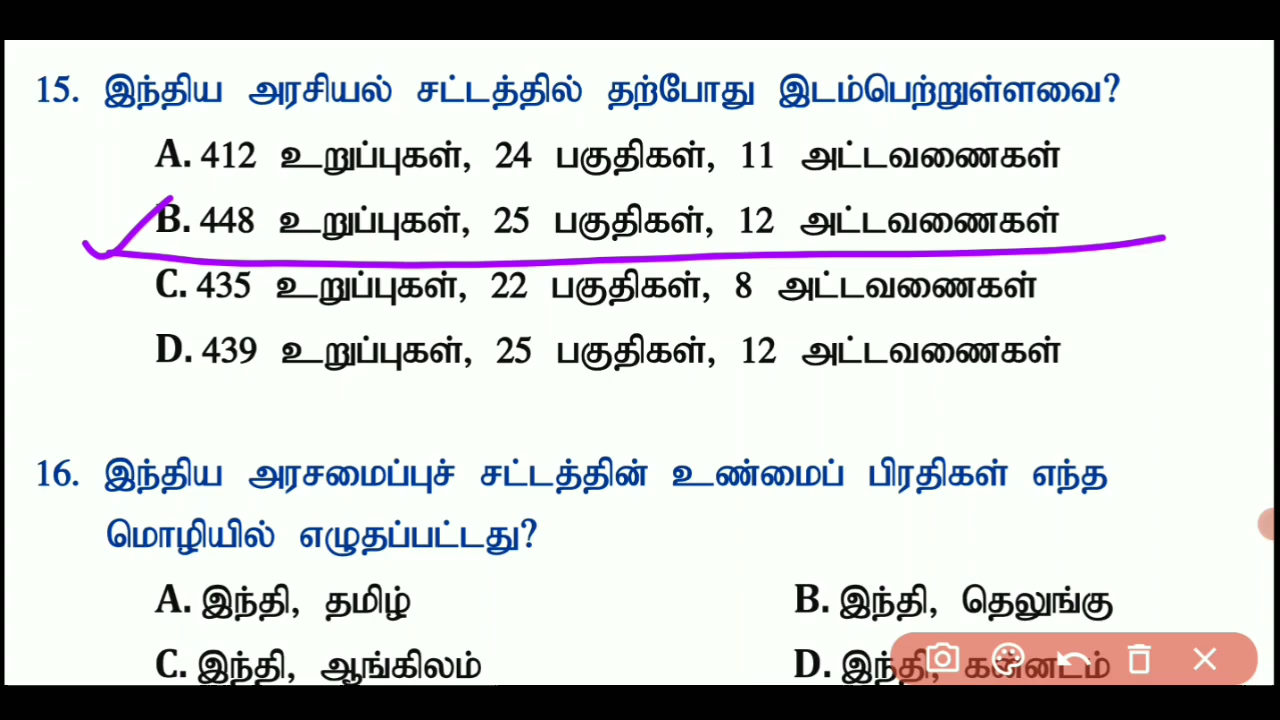 15. இந்திய அரசியல் சட்டத்தில் தற்போது இடம்பெற்றுள்ளவை?
A. 412 உறுப்புகள், 24 பகுதிகள், 11 அட்டவணைகள்
B. 448 உறுப்புகள், 25 பகுதிகள், 12 அட்டவணைகள்
C. 435 உறுப்புகள், 22 பகுதிகள், 8 அட்டவணைகள்
D. 439 உறுப்புகள், 25 பகுதிகள், 12 அட்டவணைகள்
16. இந்திய அரசமைப்புச் சட்டத்தின் உண்மைப் பிரதிகள் எந்த
மொழியில் எழுதப்பட்டது?
A. இந்தி, தமிழ்
B. இந்தி, தெலுங்கு
C. இந்தி, ஆங்கிலம்
D. இந்தி, கன்னடம்